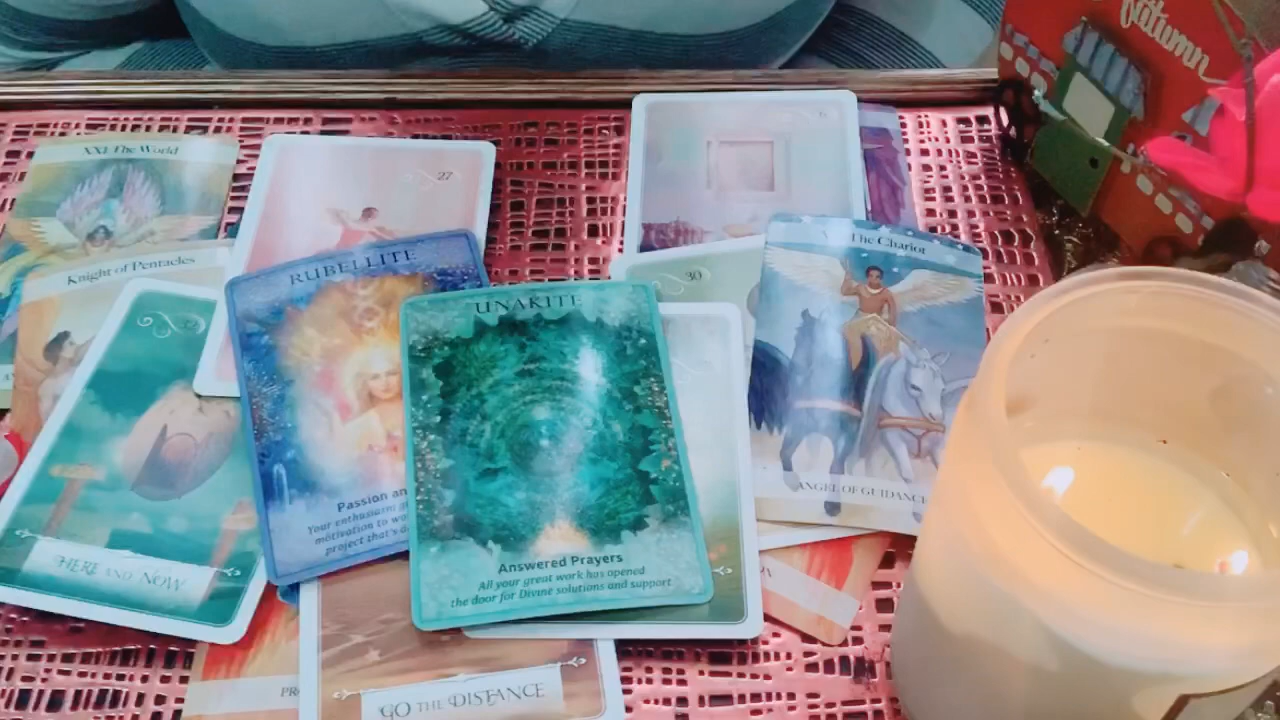 Autumn
XXI The World
27
Knight of Pentacles
30
The Chariot
RUBELLITE
UNAKITE
ANGEL OF GUIDANCE
Passion an
Your enthusiasm
motivation to wo
project that's
Answered Prayers
All your great work has opened
the door for Divine solutions and support
HERE AND NOW
GO THE DISTANCE